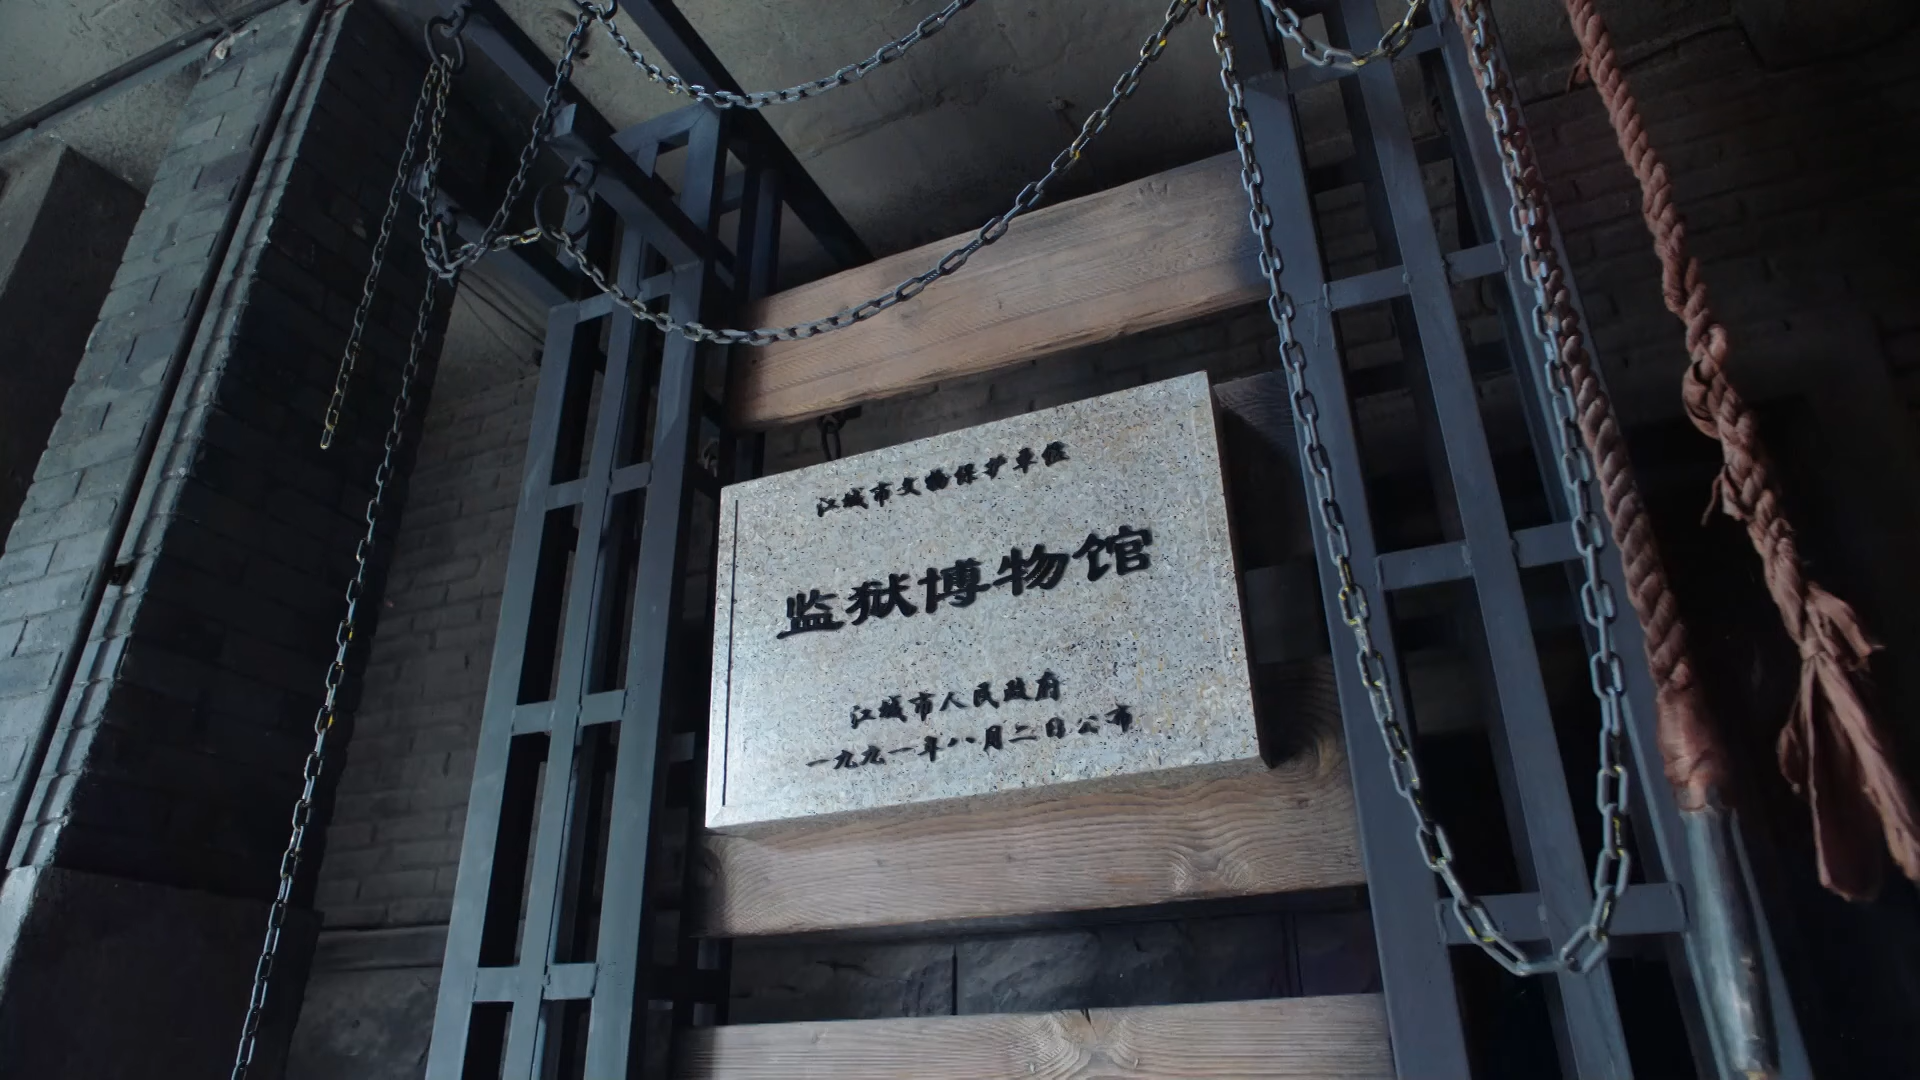 江城市文物保护单位
监狱博物馆
江城市人民政府
一九九一年八月二日公布